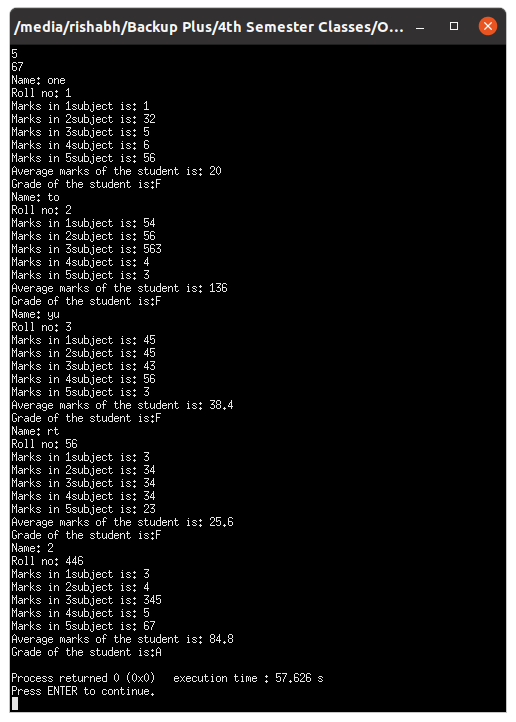 /media/rishabh/Backup Plus/4th Semester Classes/O...
5
67
Name: one
Roll no: 1
Marks in 1subject is: 1
Marks in 2subject is: 32
Marks in 3subject is: 5
Marks in 4subject is: 6
Marks in 5subject is: 56
Average marks of the student is: 20
Grade of the student is:F
Name: to
Roll no: 2
Marks in 1subject is: 54
Marks in 2subject is: 56
Marks in 3subject is: 563
Marks in 4subject is: 4
Marks in 5subject is: 3
Average marks of the student is: 136
Grade of the student is:F
Name: yu
Roll no: 3
Marks in 1subject is: 45
Marks in 2subject is: 45
Marks in 3subject is: 43
Marks in 4subject is: 56
Marks in 5subject is: 3
Average marks of the student is: 38.4
Grade of the student is:F
Name: rt
Roll no: 56
Marks in 1subject is: 3
Marks in 2subject is: 34
Marks in 3subject is: 34
Marks in 4subject is: 34
Marks in 5subject is: 23
Average marks of the student is: 25.6
Grade of the student is:F
Name: 2
Roll no: 446
Marks in 1subject is: 3
Marks in 2subject is: 4
Marks in 3subject is: 345
Marks in 4subject is: 5
Marks in 5subject is: 67
Average marks of the student is: 84.8
Grade of the student is:A
Process returned 0 (0x0)   execution time : 57.626 s
Press ENTER to continue.